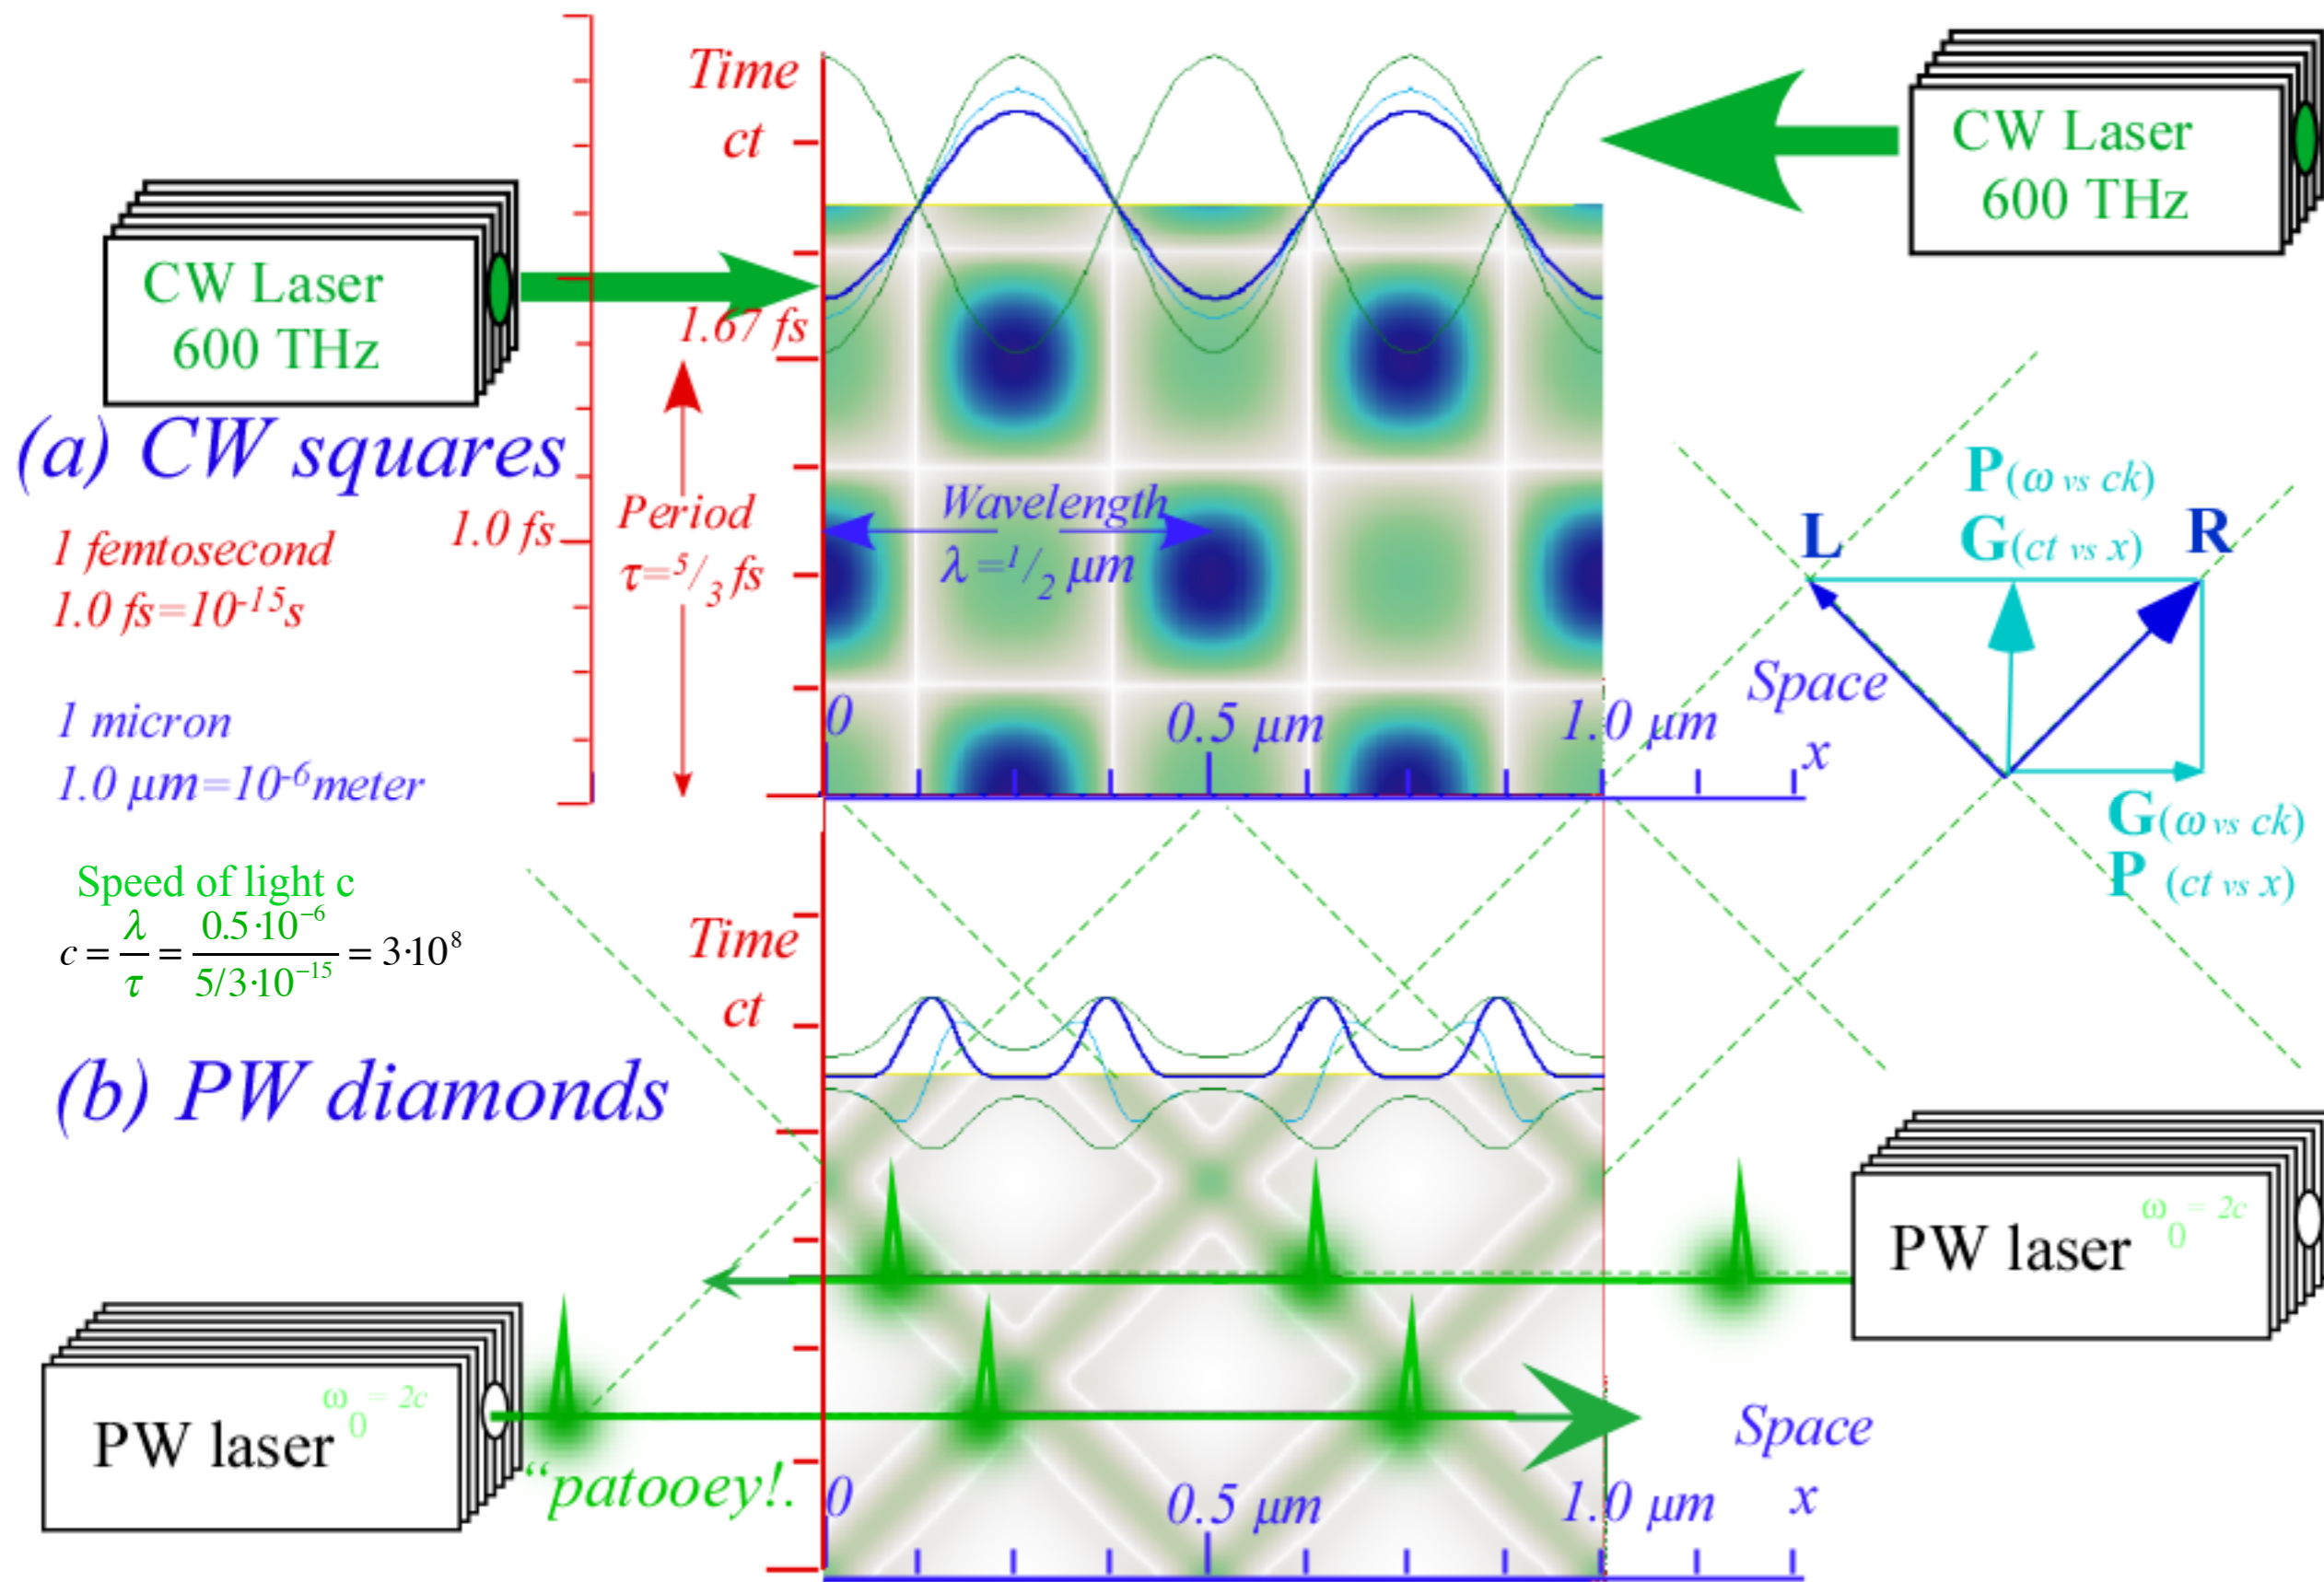 Time
ct
CW Laser
600 THz
CW Laser
600 THz
1.67 fs
(a) CW squares
1 femtosecond
1.0 fs=10-15s
1.0 fs
Period
τ=5/3 fs
Wavelength
λ=1/2 μm
P(ω vs ck)
G(ct vs x)
L
R
1 micron
1.0 μm=10-6meter
0
0.5 μm
1.0 μm
Space
x
G(ω vs ck)
P (ct vs x)
Speed of light c
c = λ/τ = 0.5·10−6 / 5/3·10−15 = 3·108
Time
ct
(b) PW diamonds
PW laser ω0 = 2c
PW laser ω0 = 2c
“patooey!.
0
0.5 μm
1.0 μm
Space
x